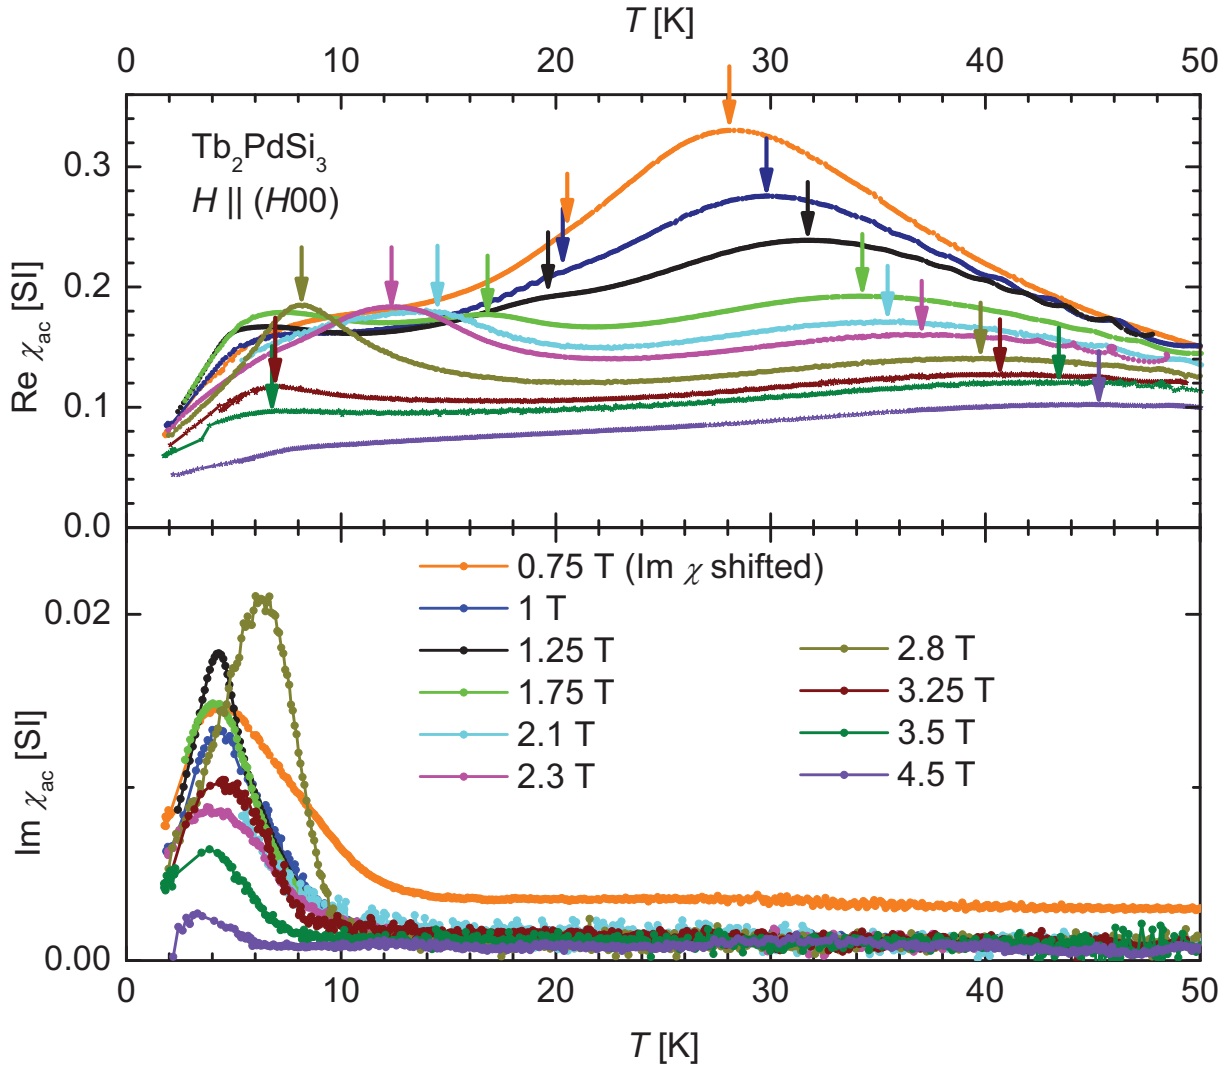 T [K]
0 10 20 30 40 50
Tb₂PdSi₃
H || (H00)
Re χac [SI]
0.3
0.2
0.1
0.0
0.75 T (Im χ shifted)
1 T
1.25 T
1.75 T
2.1 T
2.3 T
2.8 T
3.25 T
3.5 T
4.5 T
Im χac [SI]
0.02
0.00
0 10 20 30 40 50
T [K]